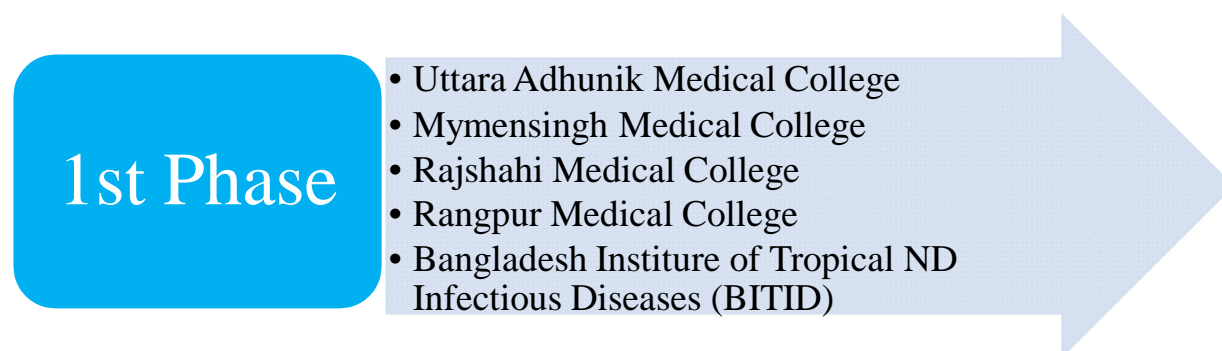 1st Phase
• Uttara Adhunik Medical College
• Mymensingh Medical College
• Rajshahi Medical College
• Rangpur Medical College
• Bangladesh Institure of Tropical ND
Infectious Diseases (BITID)